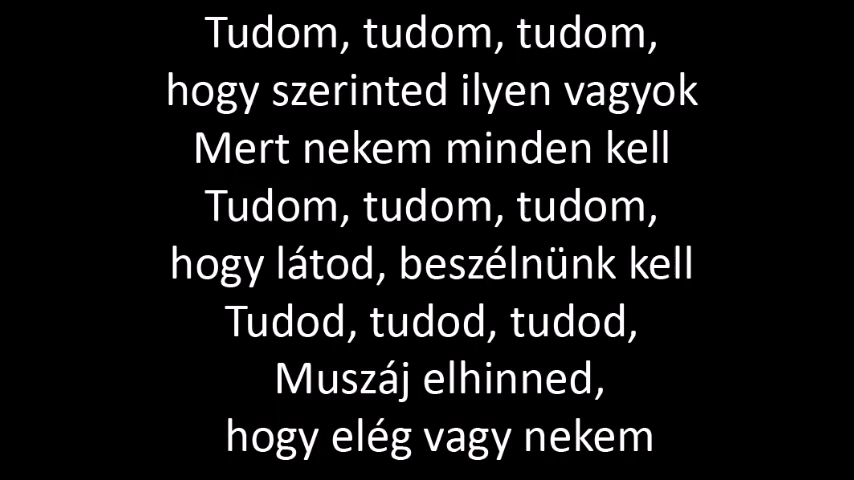 Tudom, tudom, tudom,
hogy szerinted ilyen vagyok
Mert nekem minden kell
Tudom, tudom, tudom,
hogy látod, beszélnünk kell
Tudod, tudod, tudod,
Muszáj elhinned,
hogy elég vagy nekem